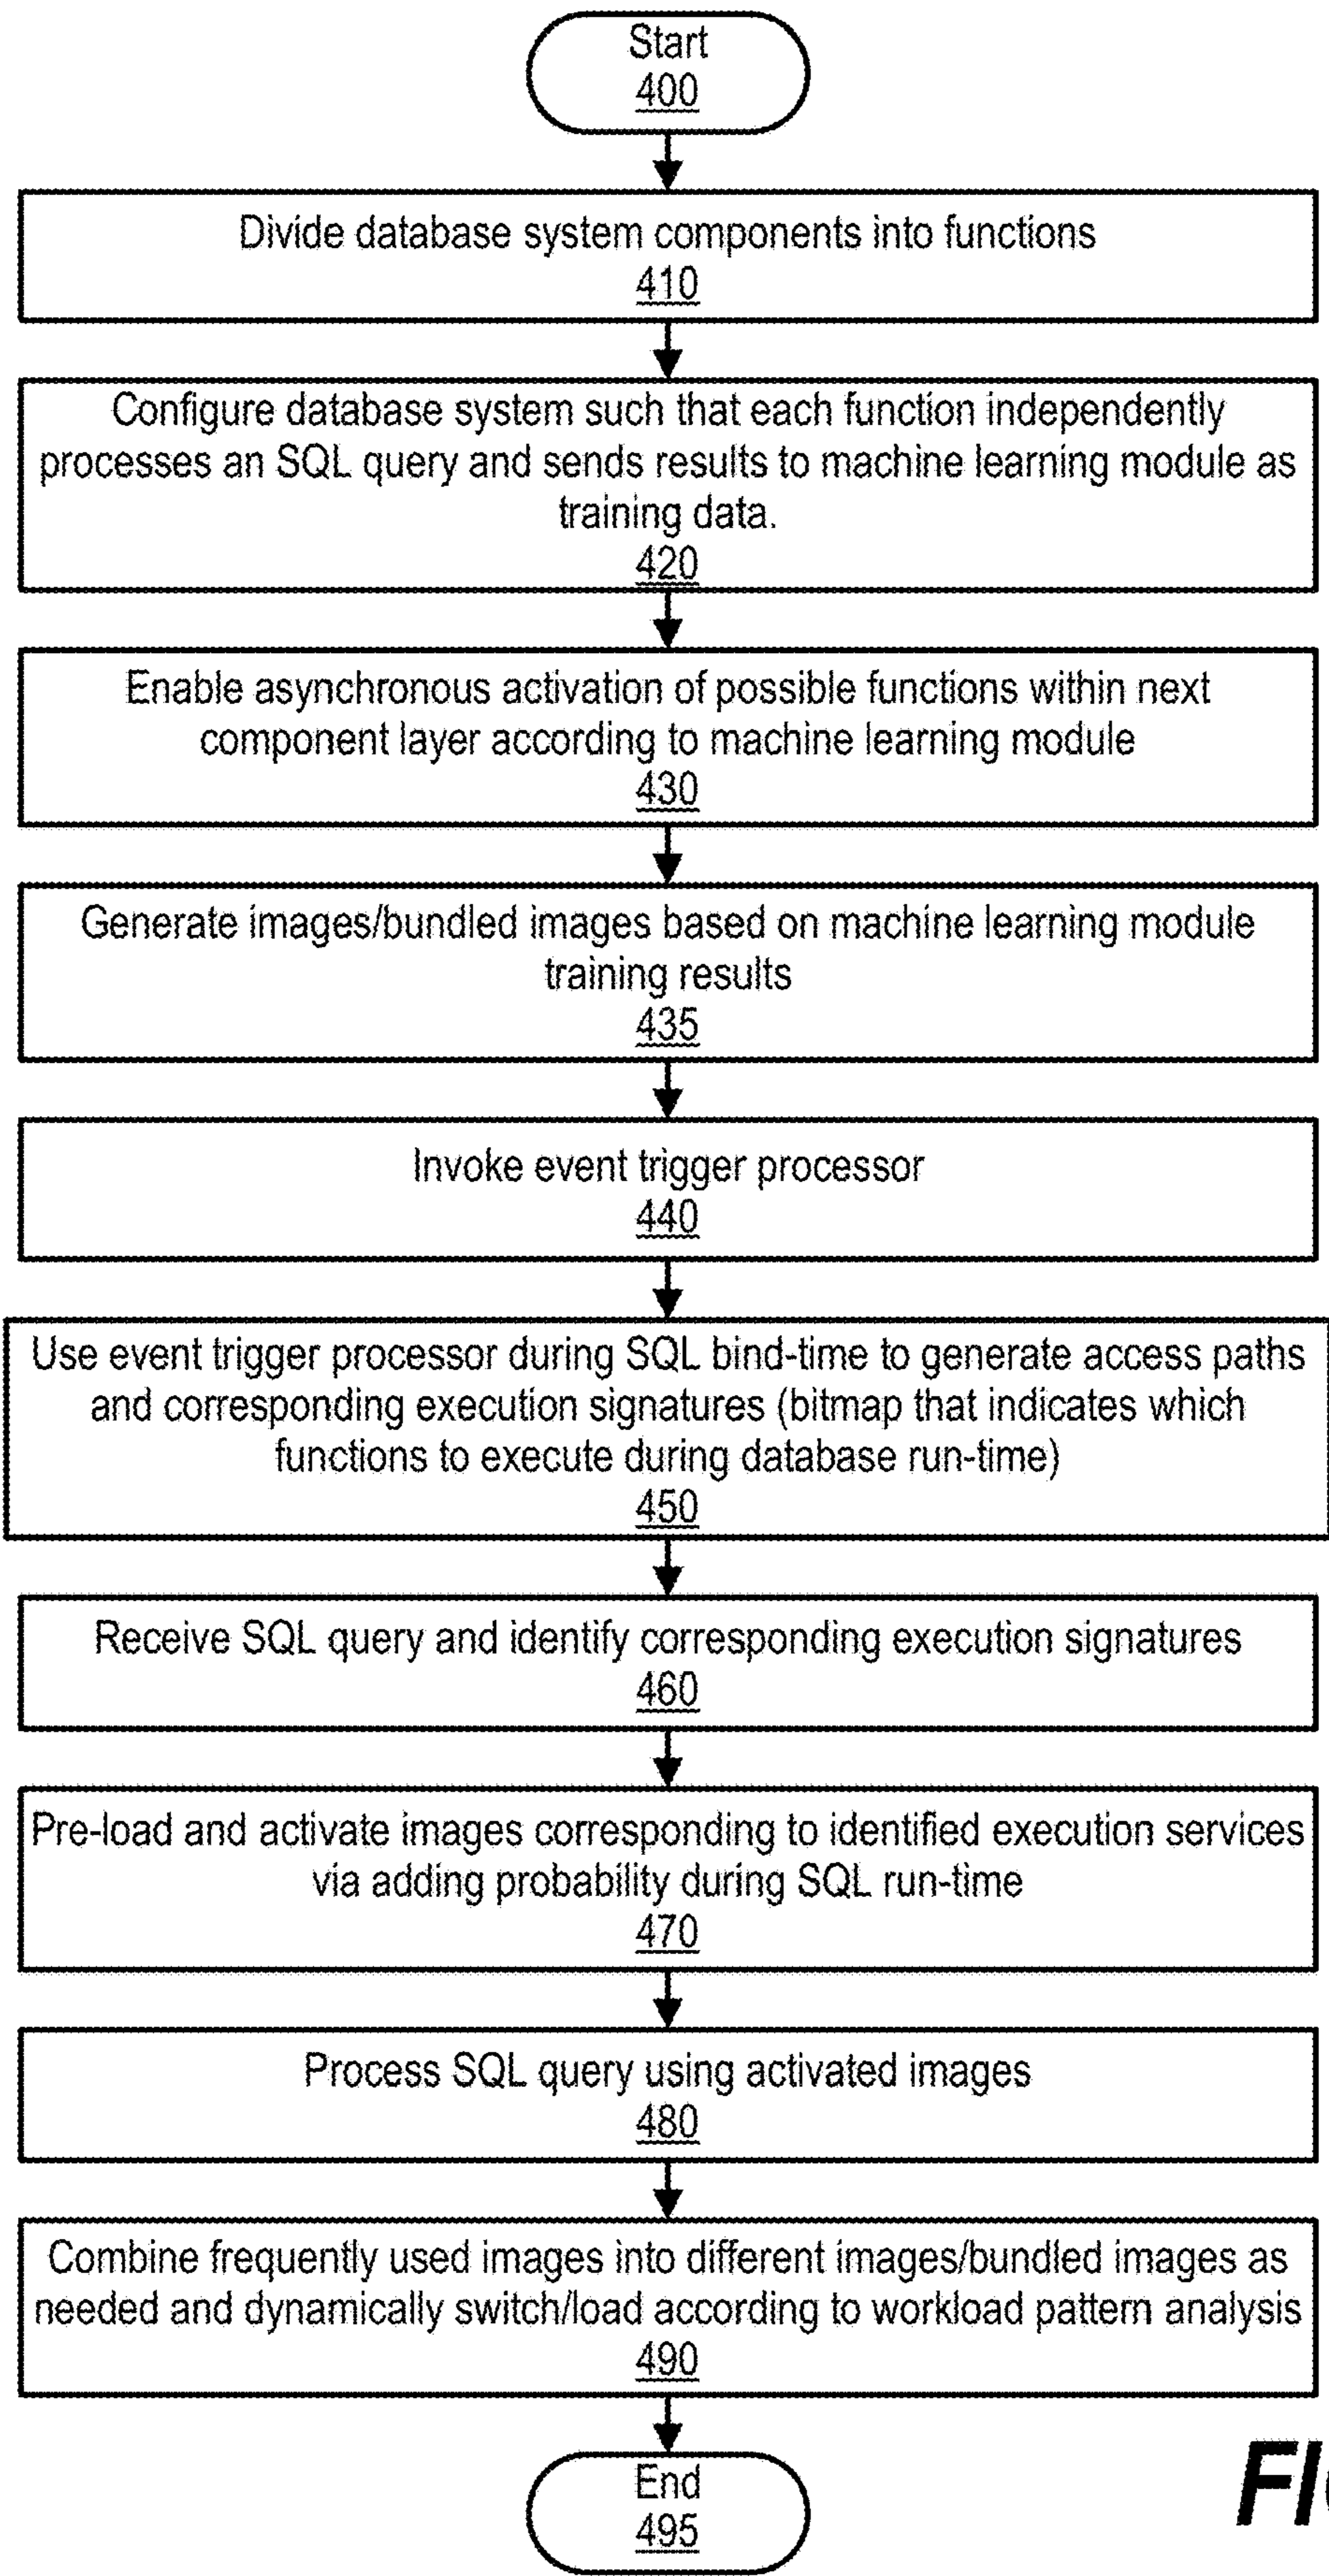 Start
400
Divide database system components into functions
410
Configure database system such that each function independently
processes an SQL query and sends results to machine learning module as
training data.
420
Enable asynchronous activation of possible functions within next
component layer according to machine learning module
430
Generate images/bundled images based on machine learning module
training results
435
Invoke event trigger processor
440
Use event trigger processor during SQL bind-time to generate access paths
and corresponding execution signatures (bitmap that indicates which
functions to execute during database run-time)
450
Receive SQL query and identify corresponding execution signatures
460
Pre-load and activate images corresponding to identified execution services
via adding probability during SQL run-time
470
Process SQL query using activated images
480
Combine frequently used images into different images/bundled images as
needed and dynamically switch/load according to workload pattern analysis
490
End
495